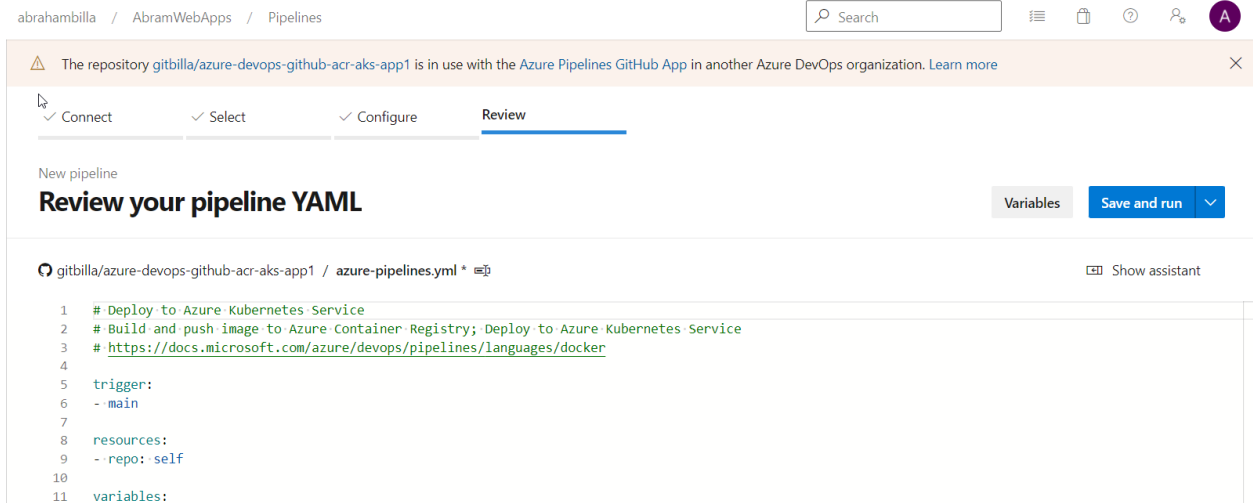 abrahambilla / AbramWebApps / Pipelines
Search
A
The repository gitbilla/azure-devops-github-acr-aks-app1 is in use with the Azure Pipelines GitHub App in another Azure DevOps organization. Learn more
Connect
Select
Configure
Review
New pipeline
Review your pipeline YAML
Variables
Save and run
gitbilla/azure-devops-github-acr-aks-app1 / azure-pipelines.yml *
Show assistant
1 # Deploy to Azure Kubernetes Service
2 # Build and push image to Azure Container Registry; Deploy to Azure Kubernetes Service
3 # https://docs.microsoft.com/azure/devops/pipelines/languages/docker
4
5 trigger:
6 - main
7
8 resources:
9 - repo: self
10
11 variables: